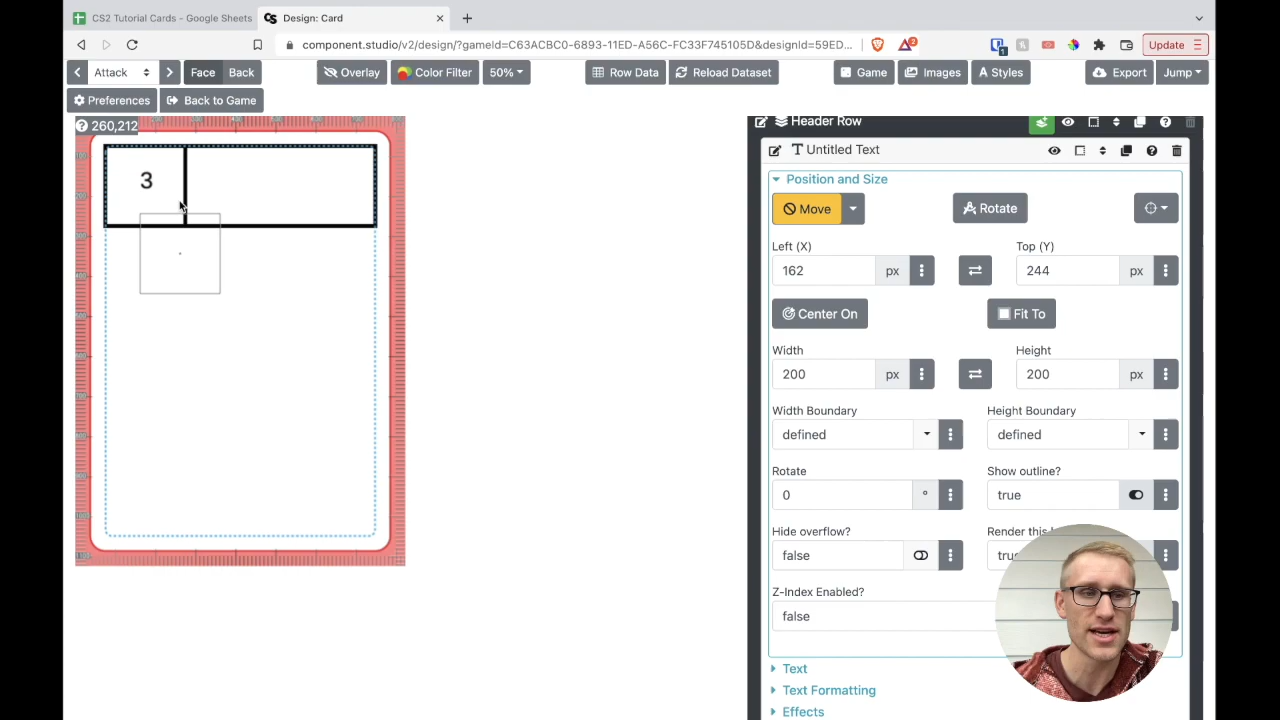 CS2 Tutorial Cards - Google Sheets
Design: Card
component.studio/v2/design/?gameId=C63ACBC0-6893-11ED-A56C-FC33F745105D&designId=59ED...
2
1
Update
Attack
Face
Back
Overlay
Color Filter
50%
Row Data
Reload Dataset
Game
Images
Styles
Export
Jump
Preferences
Back to Game
260,212
Header Row
3
Untitled Text
Position and Size
Move
Rotate
Left (X)
Top (Y)
px
244
px
Center On
Fit To
Width
Height
200
px
200
px
Width Boundary
Height Boundary
defined
defined
Rotate
Show outline?
°
true
Hide overflow?
Render this
false
Z-Index Enabled?
false
Text
Text Formatting
Effects